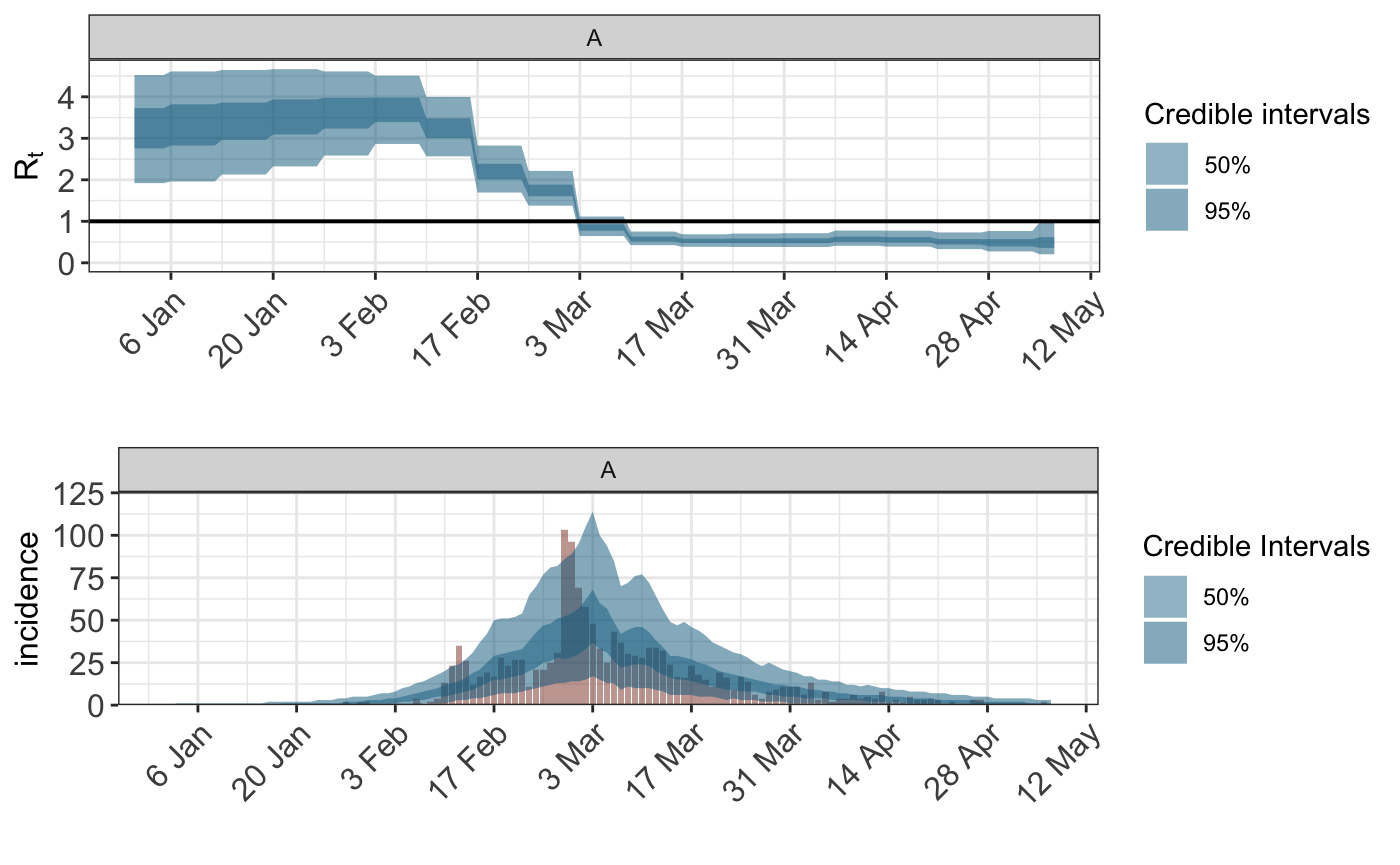 A
4
3
2
1
0
Rt
6 Jan
20 Jan
3 Feb
17 Feb
3 Mar
17 Mar
31 Mar
14 Apr
28 Apr
12 May
Credible intervals
50%
95%
A
125
100
75
50
25
0
incidence
6 Jan
20 Jan
3 Feb
17 Feb
3 Mar
17 Mar
31 Mar
14 Apr
28 Apr
12 May
Credible Intervals
50%
95%